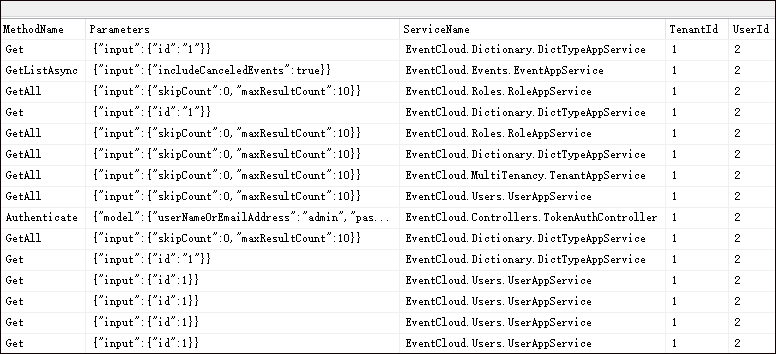 MethodName Parameters ServiceName TenantId UserId
Get {"input":{"id":"1"}} EventCloud.Dictionary.DictTypeAppService 1 2
GetListAsync {"input":{"includeCanceledEvents":true}} EventCloud.Events.EventAppService 1 2
GetAll {"input":{"skipCount":0,"maxResultCount":10}} EventCloud.Roles.RoleAppService 1 2
Get {"input":{"id":"1"}} EventCloud.Dictionary.DictTypeAppService 1 2
GetAll {"input":{"skipCount":0,"maxResultCount":10}} EventCloud.Roles.RoleAppService 1 2
GetAll {"input":{"skipCount":0,"maxResultCount":10}} EventCloud.Dictionary.DictTypeAppService 1 2
GetAll {"input":{"skipCount":0,"maxResultCount":10}} EventCloud.MultiTenancy.TenantAppService 1 2
GetAll {"input":{"skipCount":0,"maxResultCount":10}} EventCloud.Users.UserAppService 1 2
Authenticate {"model":{"userNameOrEmailAddress":"admin","pas... EventCloud.Controllers.TokenAuthController 1 2
GetAll {"input":{"skipCount":0,"maxResultCount":10}} EventCloud.Dictionary.DictTypeAppService 1 2
Get {"input":{"id":"1"}} EventCloud.Dictionary.DictTypeAppService 1 2
Get {"input":{"id":1}} EventCloud.Users.UserAppService 1 2
Get {"input":{"id":1}} EventCloud.Users.UserAppService 1 2
Get {"input":{"id":1}} EventCloud.Users.UserAppService 1 2
Get {"input":{"id":1}} EventCloud.Users.UserAppService 1 2